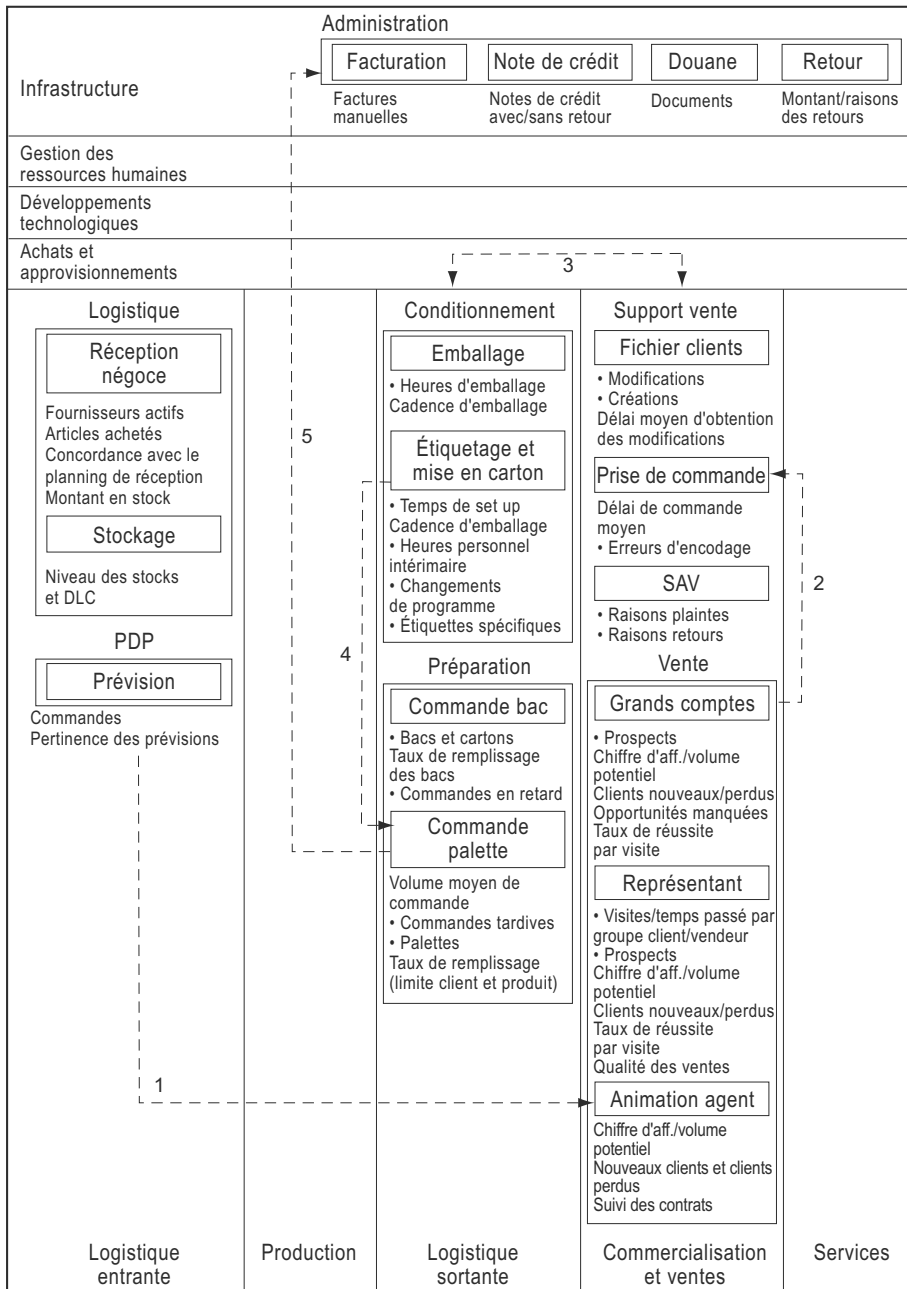 Administration
Facturation
Note de crédit
Douane
Retour
Infrastructure
Factures
manuelles
Notes de crédit
avec/sans retour
Documents
Montant/raisons
des retours
Gestion des
ressources humaines
Développements
technologiques
Achats et
approvisionnements
3
Logistique
Réception
négoce
Fournisseurs actifs
Articles achetés
Concordance avec le
planning de réception
Montant en stock
Stockage
Niveau des stocks
et DLC
PDP
Prévision
Commandes
Pertinence des prévisions
1
5
4
Conditionnement
Emballage
• Heures d'emballage
Cadence d'emballage
Étiquetage et
mise en carton
• Temps de set up
Cadence d'emballage
• Heures personnel
intérimaire
• Changements
de programme
• Étiquettes spécifiques
Préparation
Commande bac
• Bacs et cartons
Taux de remplissage
des bacs
• Commandes en retard
Commande
palette
Volume moyen de
commande
• Commandes tardives
• Palettes
Taux de remplissage
(limite client et produit)
Support vente
Fichier clients
• Modifications
• Créations
Délai moyen d'obtention
des modifications
Prise de commande
Délai de commande
moyen
• Erreurs d'encodage
SAV
• Raisons plaintes
• Raisons retours
2
Vente
Grands comptes
• Prospects
Chiffre d'aff./volume
potentiel
Clients nouveaux/perdus
Opportunités manquées
Taux de réussite
par visite
Représentant
• Visites/temps passé par
groupe client/vendeur
• Prospects
Chiffre d'aff./volume
potentiel
Clients nouveaux/perdus
Taux de réussite
par visite
Qualité des ventes
Animation agent
Chiffre d'aff./volume
potentiel
Nouveaux clients et clients
perdus
Suivi des contrats
Logistique
entrante
Production
Logistique
sortante
Commercialisation
et ventes
Services